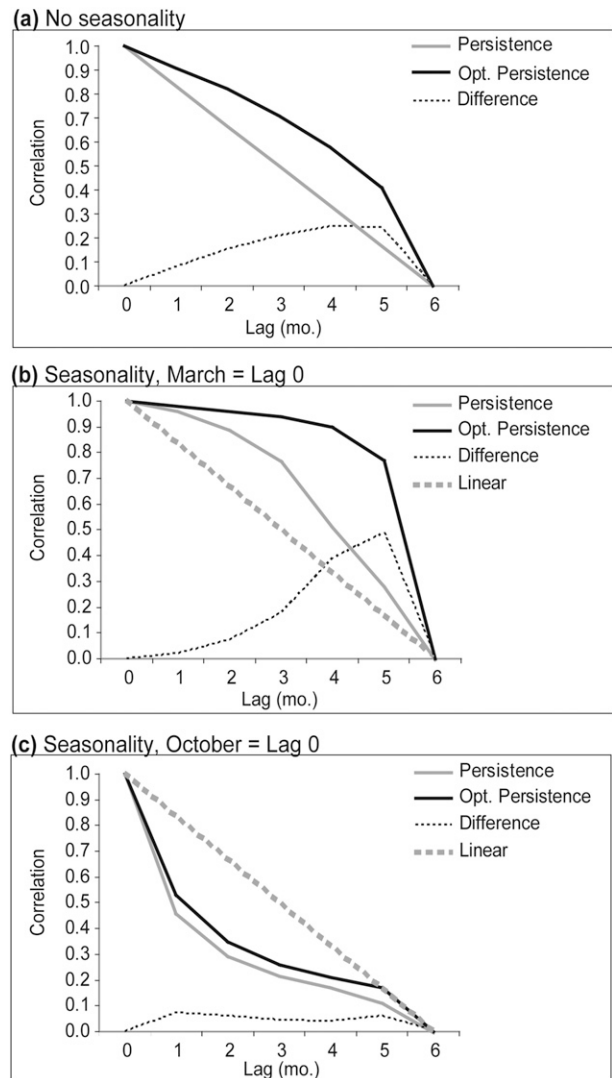 (a) No seasonality
Persistence
Opt. Persistence
Difference
Correlation
1.0
0.9
0.8
0.7
0.6
0.5
0.4
0.3
0.2
0.1
0.0
0 1 2 3 4 5 6
Lag (mo.)
(b) Seasonality, March = Lag 0
Persistence
Opt. Persistence
Difference
Linear
Correlation
1.0
0.9
0.8
0.7
0.6
0.5
0.4
0.3
0.2
0.1
0.0
0 1 2 3 4 5 6
Lag (mo.)
(c) Seasonality, October = Lag 0
Persistence
Opt. Persistence
Difference
Linear
Correlation
1.0
0.9
0.8
0.7
0.6
0.5
0.4
0.3
0.2
0.1
0.0
0 1 2 3 4 5 6
Lag (mo.)